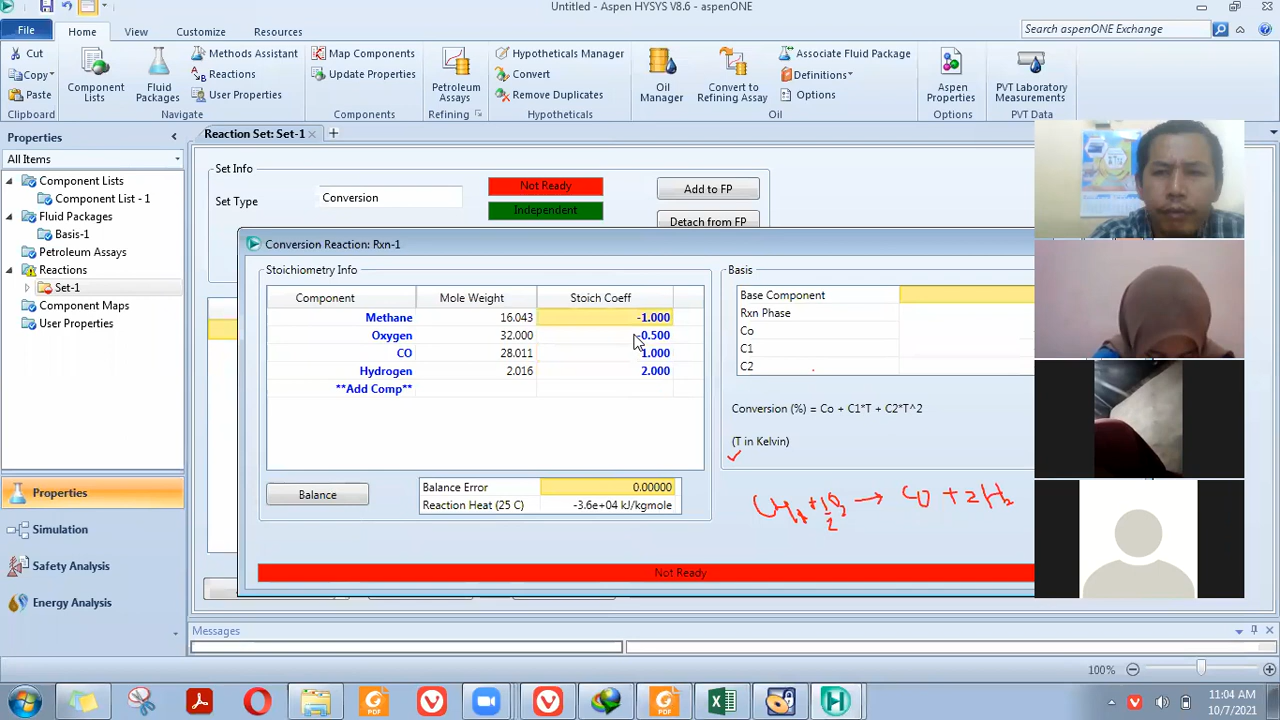 Untitled - Aspen HYSYS V8.6 - aspenONE
File
Home
View
Customize
Resources
Search aspenONE Exchange
Cut
Copy
Paste
Clipboard
Component Lists
Fluid Packages
Methods Assistant
Reactions
User Properties
Navigate
Map Components
Update Properties
Components
Petroleum Assays
Refining
Hypotheticals Manager
Convert
Remove Duplicates
Hypotheticals
Oil Manager
Convert to Refining Assay
Associate Fluid Package
Definitions
Options
Oil
Aspen Properties
Options
PVT Laboratory Measurements
PVT Data
Properties
All Items
Component Lists
Component List - 1
Fluid Packages
Basis-1
Petroleum Assays
Reactions
Set-1
Component Maps
User Properties
Properties
Simulation
Safety Analysis
Energy Analysis
Reaction Set: Set-1
Set Info
Set Type
Conversion
Not Ready
Independent
Add to FP
Detach from FP
Conversion Reaction: Rxn-1
Stoichiometry Info
Component Mole Weight Stoich Coeff
Methane 16.043 -1.000
Oxygen 32.000 -0.500
CO 28.011 1.000
Hydrogen 2.016 2.000
**Add Comp**
Balance
Balance Error 0.00000
Reaction Heat (25 C) -3.6e+04 kJ/kgmole
Basis
Base Component
Rxn Phase
Co
C1
C2
Conversion (%) = Co + C1*T + C2*T^2
(T in Kelvin)
CH4 + 1/2 O2 → CO + 2H2
Not Ready
Messages
100%
11:04 AM
10/7/2021